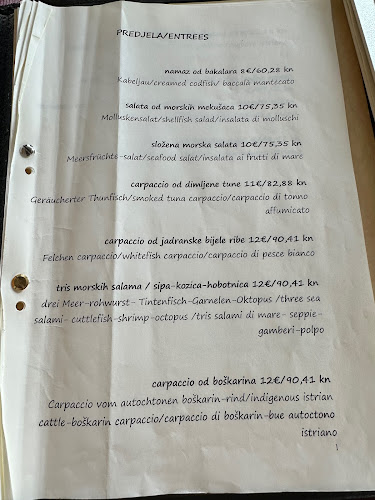 PREDJELA/ENTREES
namaz od bakalara 8€/60,28 kn
Kabeljau/creamed codfish/ baccalà mantecato
salata od morskih mekušaca 10€/75,35 kn
Molluskensalat/shellfish salad/insalata di molluschi
složena morska salata 10€/75,35 kn
Meersfrüchte-salat/seafood salat/insalata ai frutti di mare
carpaccio od dimljene tune 11€/82,88 kn
Geräucherter Thunfisch/smoked tuna carpaccio/carpaccio di tonno
affumicato
carpaccio od jadranske bijele ribe 12€/90,41 kn
Felchen carpaccio/whitefish carpaccio/carpaccio di pesce bianco
tris morskih salama / sipa-kozica-hobotnica 12€/90,41 kn
drei Meer-rohwurst- Tintenfisch-Garnelen-Oktopus /three sea
salami- cuttlefish-shrimp-octopus /tris salami di mare- seppie-
gamberi-polpo
carpaccio od boškarina 12€/90,41 kn
Carpaccio vom autochtonen boškarin-rind/indigenous istrian
cattle-boškarin carpaccio/carpaccio di boškarin-bue autoctono
istriano
1